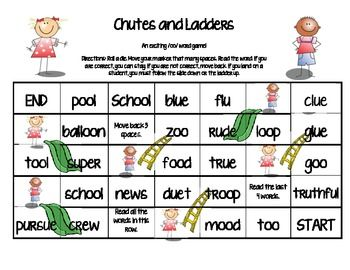 Chutes and Ladders
An exciting /oo/ word game!
Directions: Roll a die. Move your marker that many spaces. Read the word. If you
are correct, you can stay. If you are not correct, move back. If you land on a
student, you must follow the slide down or the ladder up.
END pool School blue flu clue
balloon Move back 3 zoo rude loop glue
spaces.
tool super food true goo
school news duet troop Read the last truthful
4 words.
pursue crew Read all the mood too START
words in this
row.